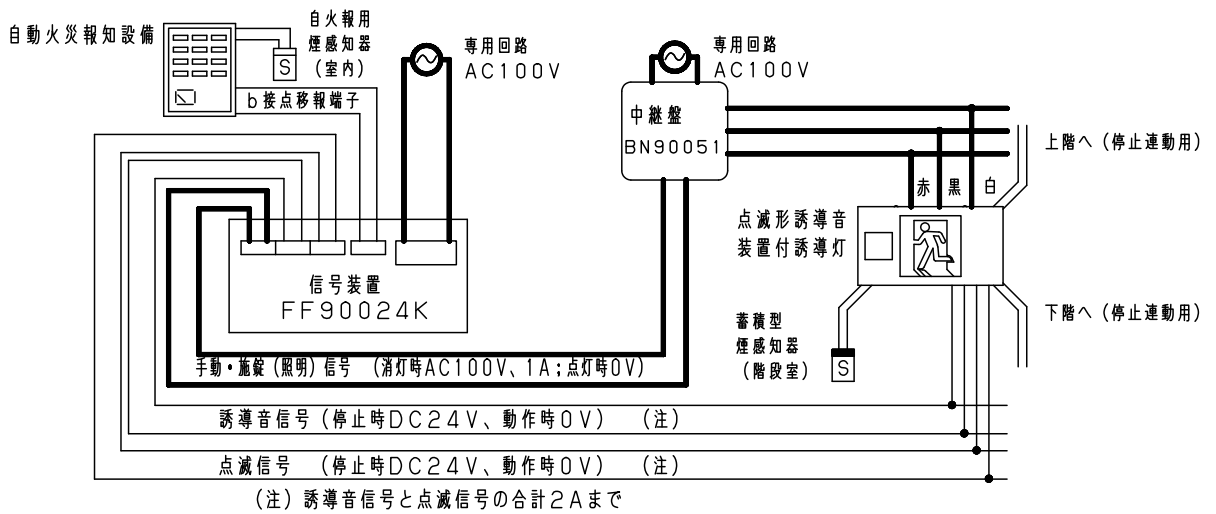 自動火災報知設備
自火報用
煙感知器
(室内)
S
b接点移報端子
専用回路
AC100V
専用回路
AC100V
中継盤
BN90051
上階へ(停止連動用)
赤 黒 白
点滅形誘導音
装置付誘導灯
信号装置
FF90024K
下階へ(停止連動用)
蓄積型
煙感知器
(階段室)
S
手動・施錠(照明)信号 (消灯時AC100V、1A;点灯時0V)
誘導音信号(停止時DC24V、動作時0V) (注)
点滅信号 (停止時DC24V、動作時0V) (注)
(注)誘導音信号と点滅信号の合計2Aまで